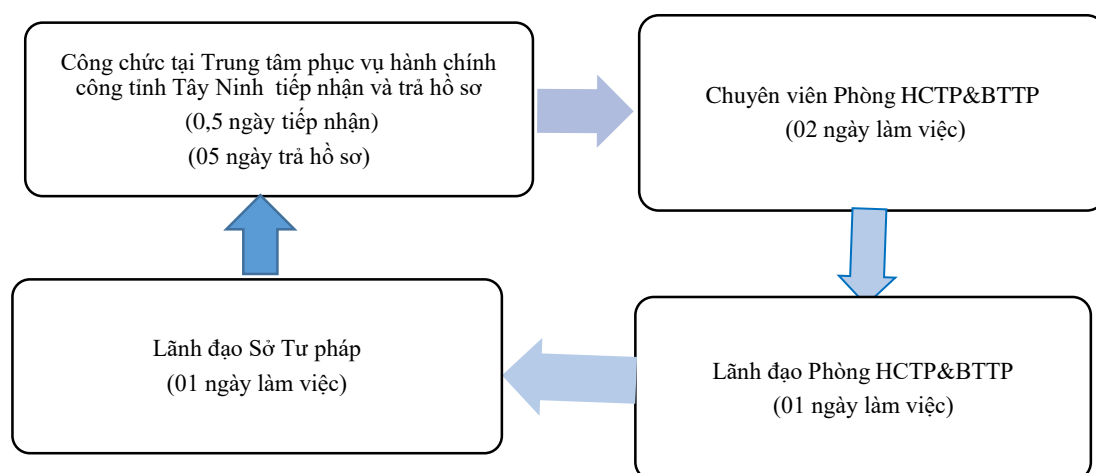 Công chức tại Trung tâm phục vụ hành chính
công tỉnh Tây Ninh tiếp nhận và trả hồ sơ
(0,5 ngày tiếp nhận)
(05 ngày trả hồ sơ)
Chuyên viên Phòng HCTP&BTTP
(02 ngày làm việc)
Lãnh đạo Sở Tư pháp
(01 ngày làm việc)
Lãnh đạo Phòng HCTP&BTTP
(01 ngày làm việc)